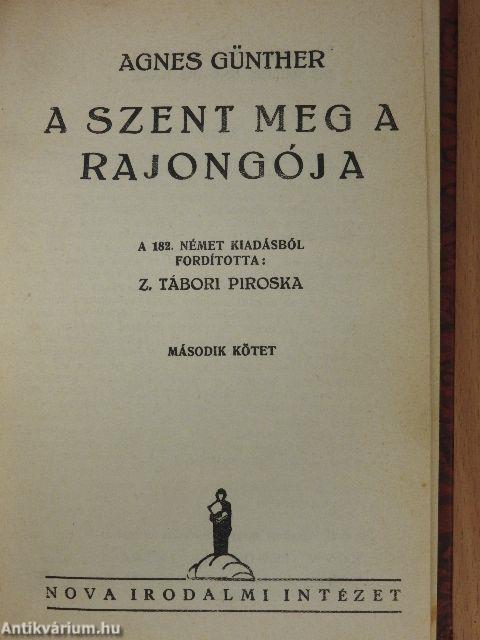 AGNES GÜNTHER
A SZENT MEG A
RAJONGÓJA
A 182. NÉMET KIADÁSBÓL
FORDÍTOTTA:
Z. TÁBORI PIROSKA
MÁSODIK KÖTET
NOVA IRODALMI INTÉZET
Antikvárium.hu